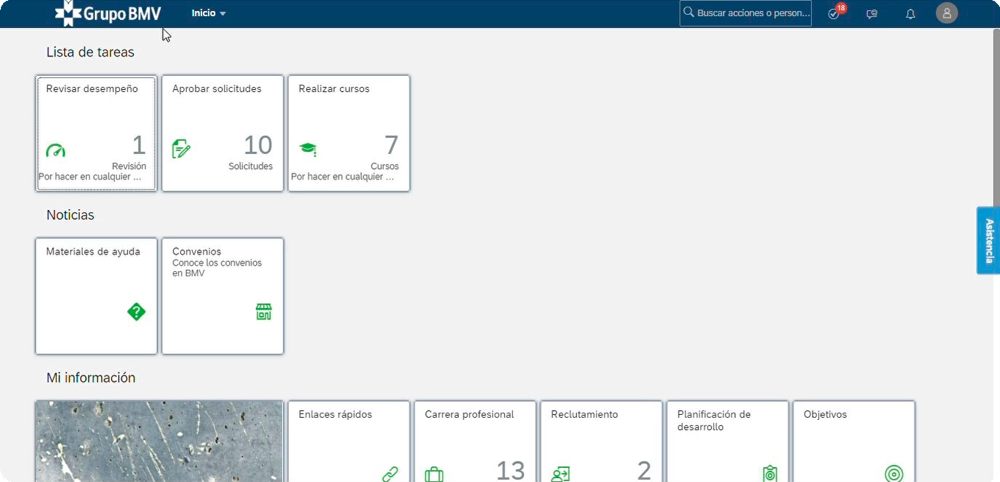 Grupo BMV
Inicio
Buscar acciones o person...
18
Lista de tareas
Revisar desempeño
1
Revisión
Por hacer en cualquier ...
Aprobar solicitudes
10
Solicitudes
Realizar cursos
7
Cursos
Por hacer en cualquier ...
Asistencia
Noticias
Materiales de ayuda
?
Convenios
Conoce los convenios
en BMV
Mi información
Enlaces rápidos
Carrera profesional
13
Reclutamiento
2
Planificación de
desarrollo
Objetivos